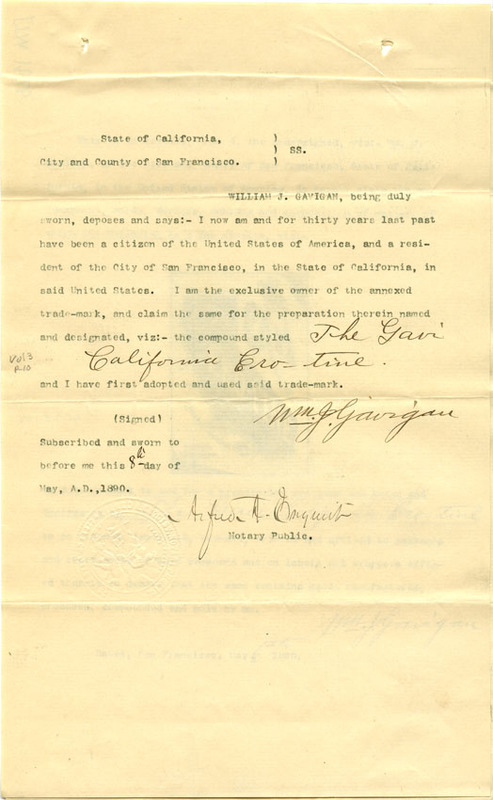 State of California, )
) SS.
City and County of San Francisco. )
WILLIAM J. GAVIGAN, being duly
sworn, deposes and says:- I now am and for thirty years last past
have been a citizen of the United States of America, and a resi-
dent of the City of San Francisco, in the State of California, in
said United States. I am the exclusive owner of the annexed
trade-mark, and claim the same for the preparation therein named
and designated, viz:- the compound styled The Gavi
California Cro-tine.
Vol 3
P.10
and I have first adopted and used said trade-mark.
(Signed) Wm. J. Gavigan
Subscribed and sworn to
before me this 8th day of
May, A.D.,1890.
Alfred A. Enquist
Notary Public.